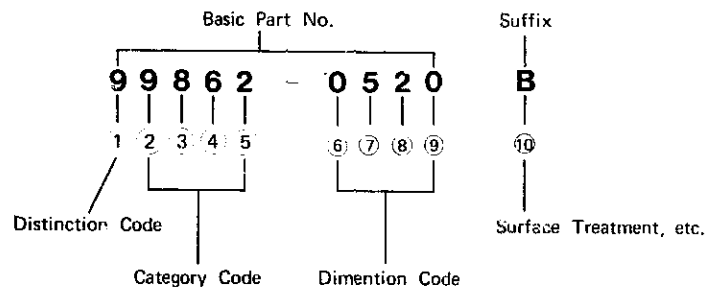 Basic Part No. Suffix
9 9 8 6 2 - 0 5 2 0 B
1 2 3 4 5 6 7 8 9 10
Distinction Code Surface Treatment, etc.
Category Code Dimention Code